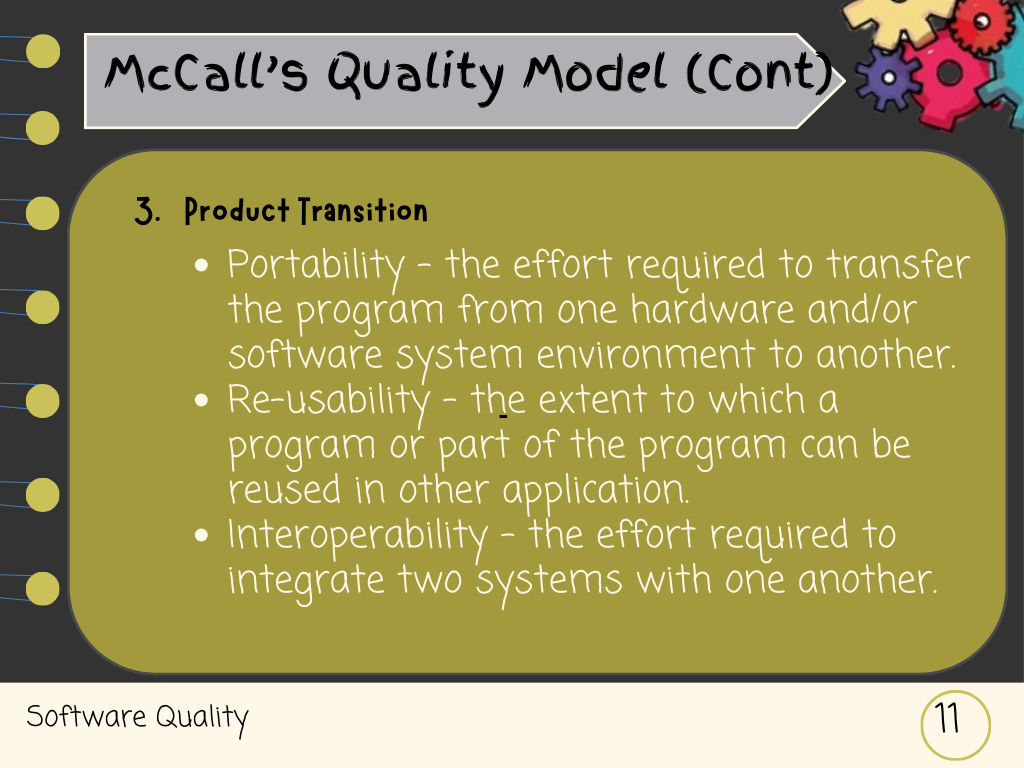 McCall's Quality Model (Cont)
3. Product Transition
• Portability - the effort required to transfer
the program from one hardware and/or
software system environment to another.
• Re-usability - the extent to which a
program or part of the program can be
reused in other application.
• Interoperability - the effort required to
integrate two systems with one another.
Software Quality
11